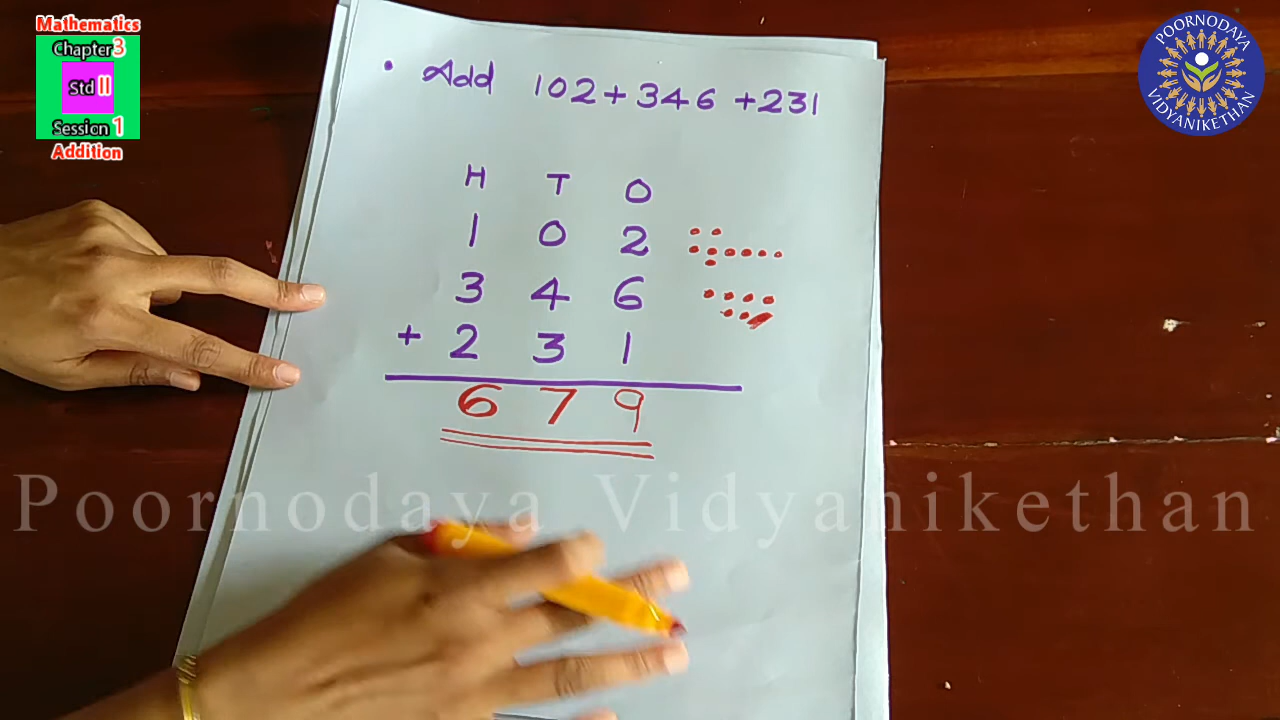 Mathematics
Chapter 3
Std II
Session 1
Addition
POORNODAYA
VIDYANIKETHAN
• Add 102 + 346 + 231
H T O
1 0 2
3 4 6
+ 2 3 1
6 7 9
Poornodaya Vidyanikethan